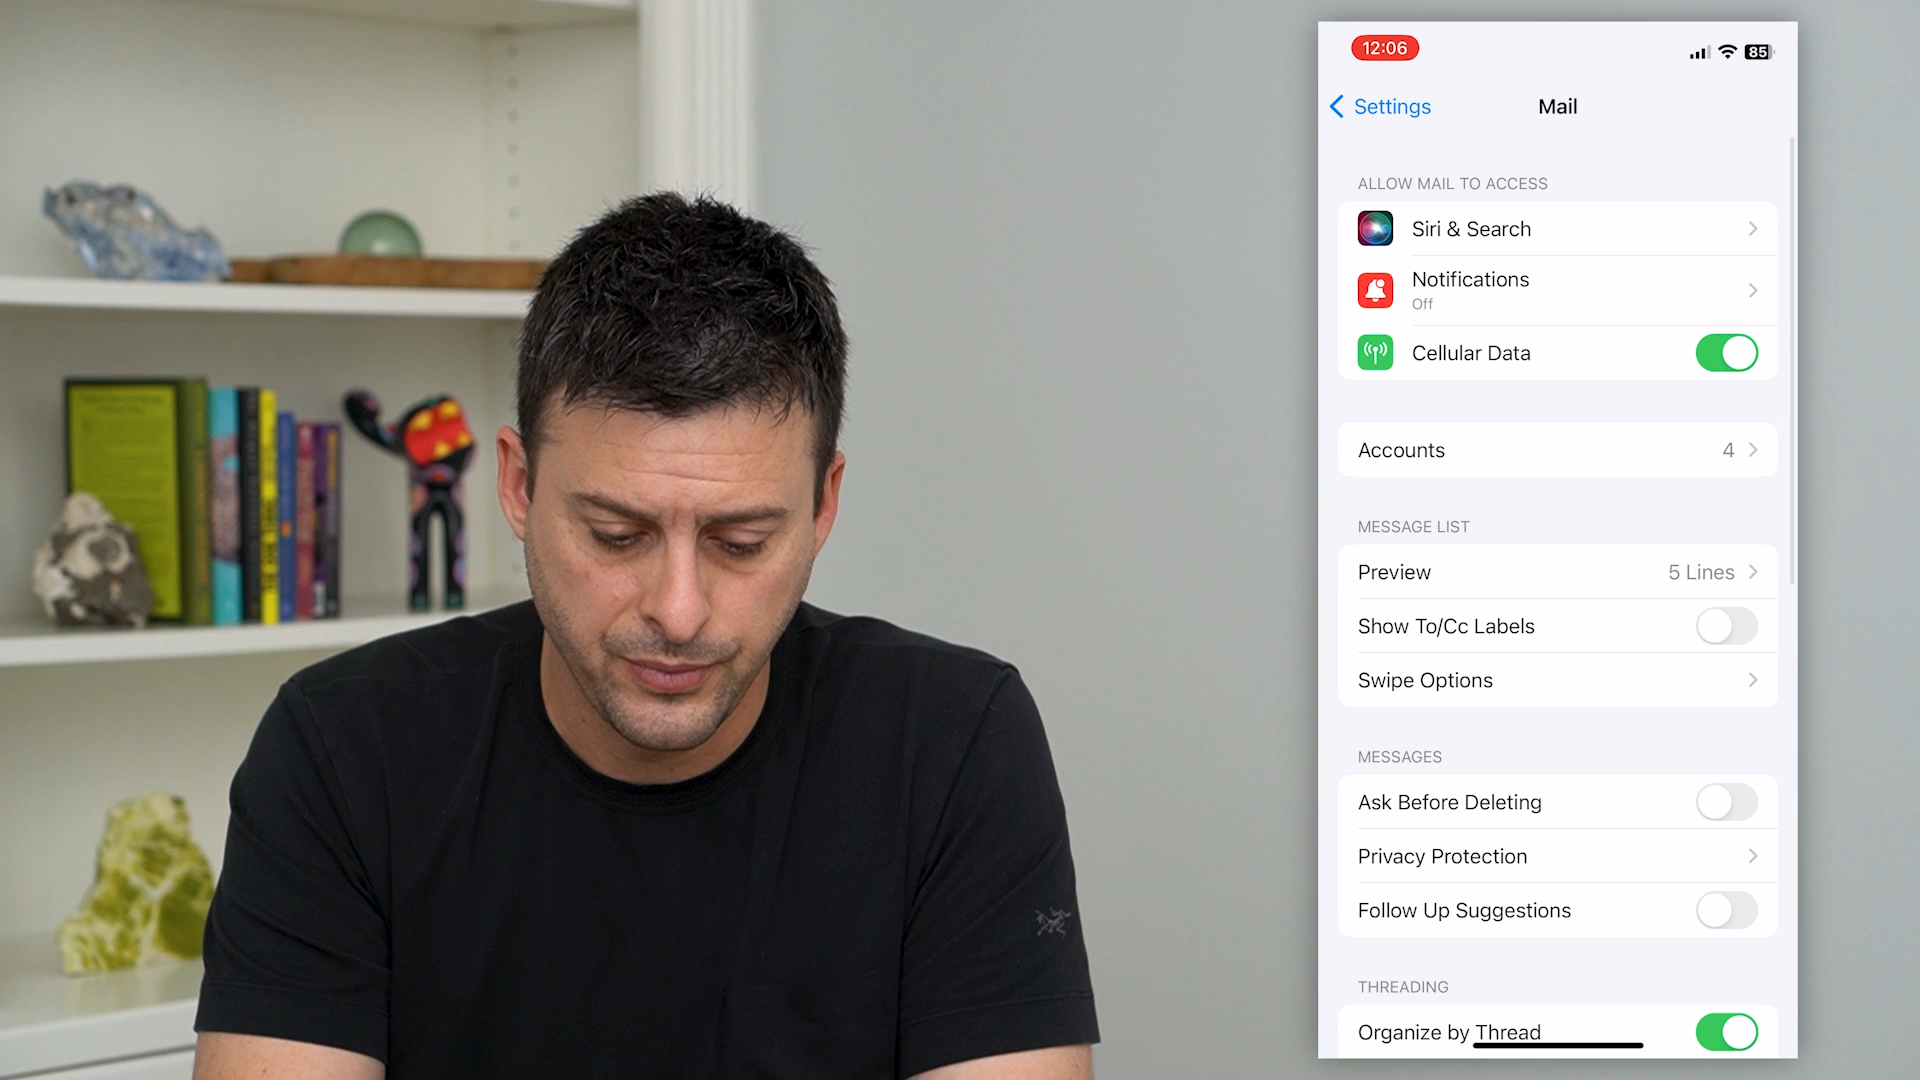 12:06
85
Settings
Mail
ALLOW MAIL TO ACCESS
Siri & Search
Notifications
Off
Cellular Data
Accounts 4
MESSAGE LIST
Preview 5 Lines
Show To/Cc Labels
Swipe Options
MESSAGES
Ask Before Deleting
Privacy Protection
Follow Up Suggestions
THREADING
Organize by Thread